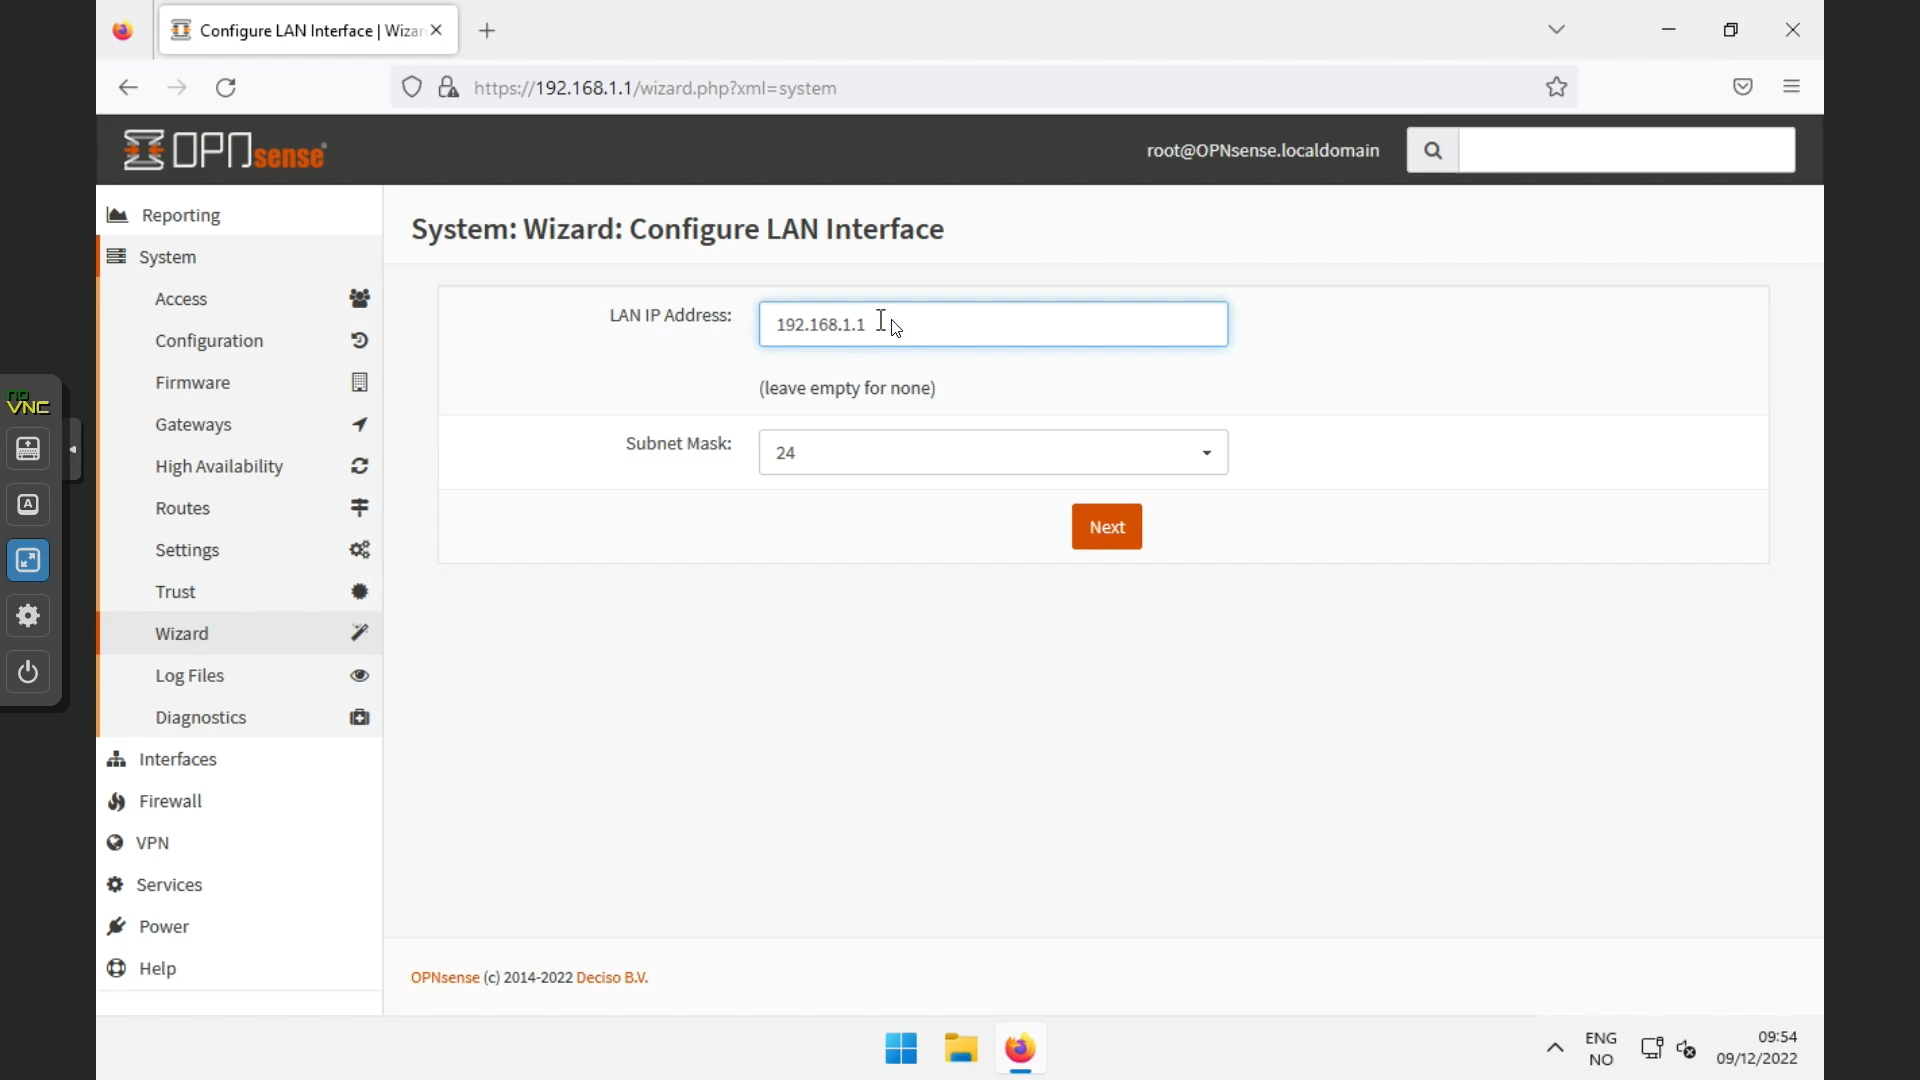 Configure LAN Interface | Wizar
https://192.168.1.1/wizard.php?xml=system
OPNsense®
root@OPNsense.localdomain
Reporting
System
Access
Configuration
Firmware
Gateways
High Availability
Routes
Settings
Trust
Wizard
Log Files
Diagnostics
Interfaces
Firewall
VPN
Services
Power
Help
System: Wizard: Configure LAN Interface
LAN IP Address:
192.168.1.1
(leave empty for none)
Subnet Mask:
24
Next
OPNsense (c) 2014-2022 Deciso B.V.
no
VNC
A
ENG
NO
09:54
09/12/2022